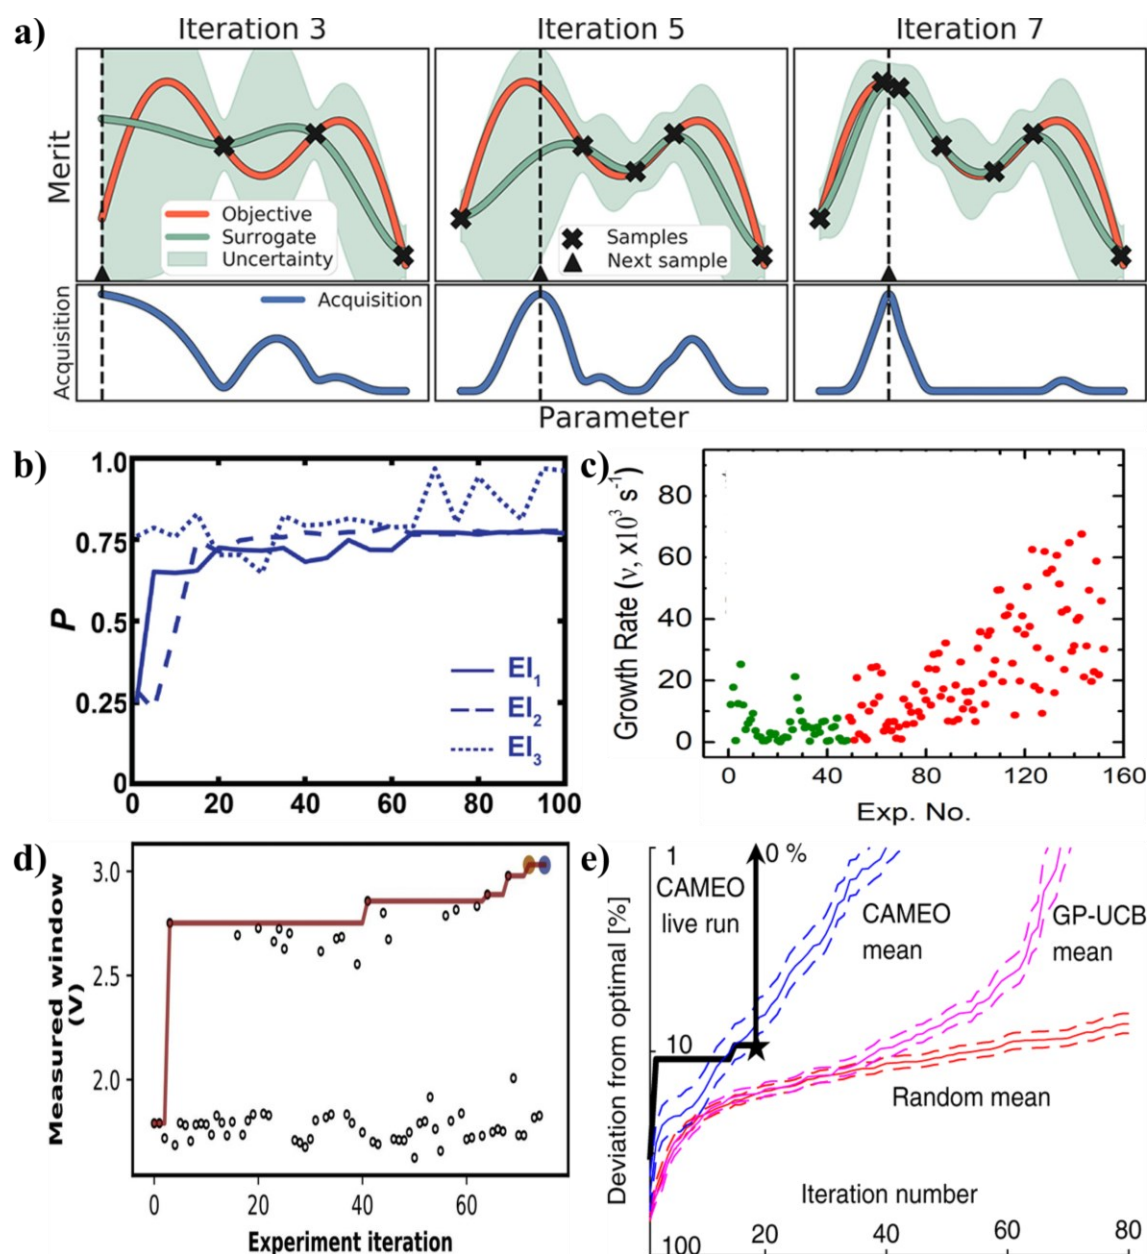 a)
Iteration 3
Iteration 5
Iteration 7
Merit
Objective
Surrogate
Uncertainty
Samples
Next sample
Acquisition
Acquisition
Parameter
b)
P
1.0
0.75
0.5
0.25
0
EI1
EI2
EI3
0 20 40 60 80 100
c)
Growth Rate (ν, x10³ s⁻¹)
80
60
40
20
0
0 40 80 120 160
Exp. No.
d)
Measured window
(V)
3.0
2.5
2.0
0 20 40 60
Experiment iteration
e)
Deviation from optimal [%]
1
10
100
CAMEO
live run
0 %
CAMEO
mean
GP-UCB
mean
Random mean
Iteration number
20 40 60 80